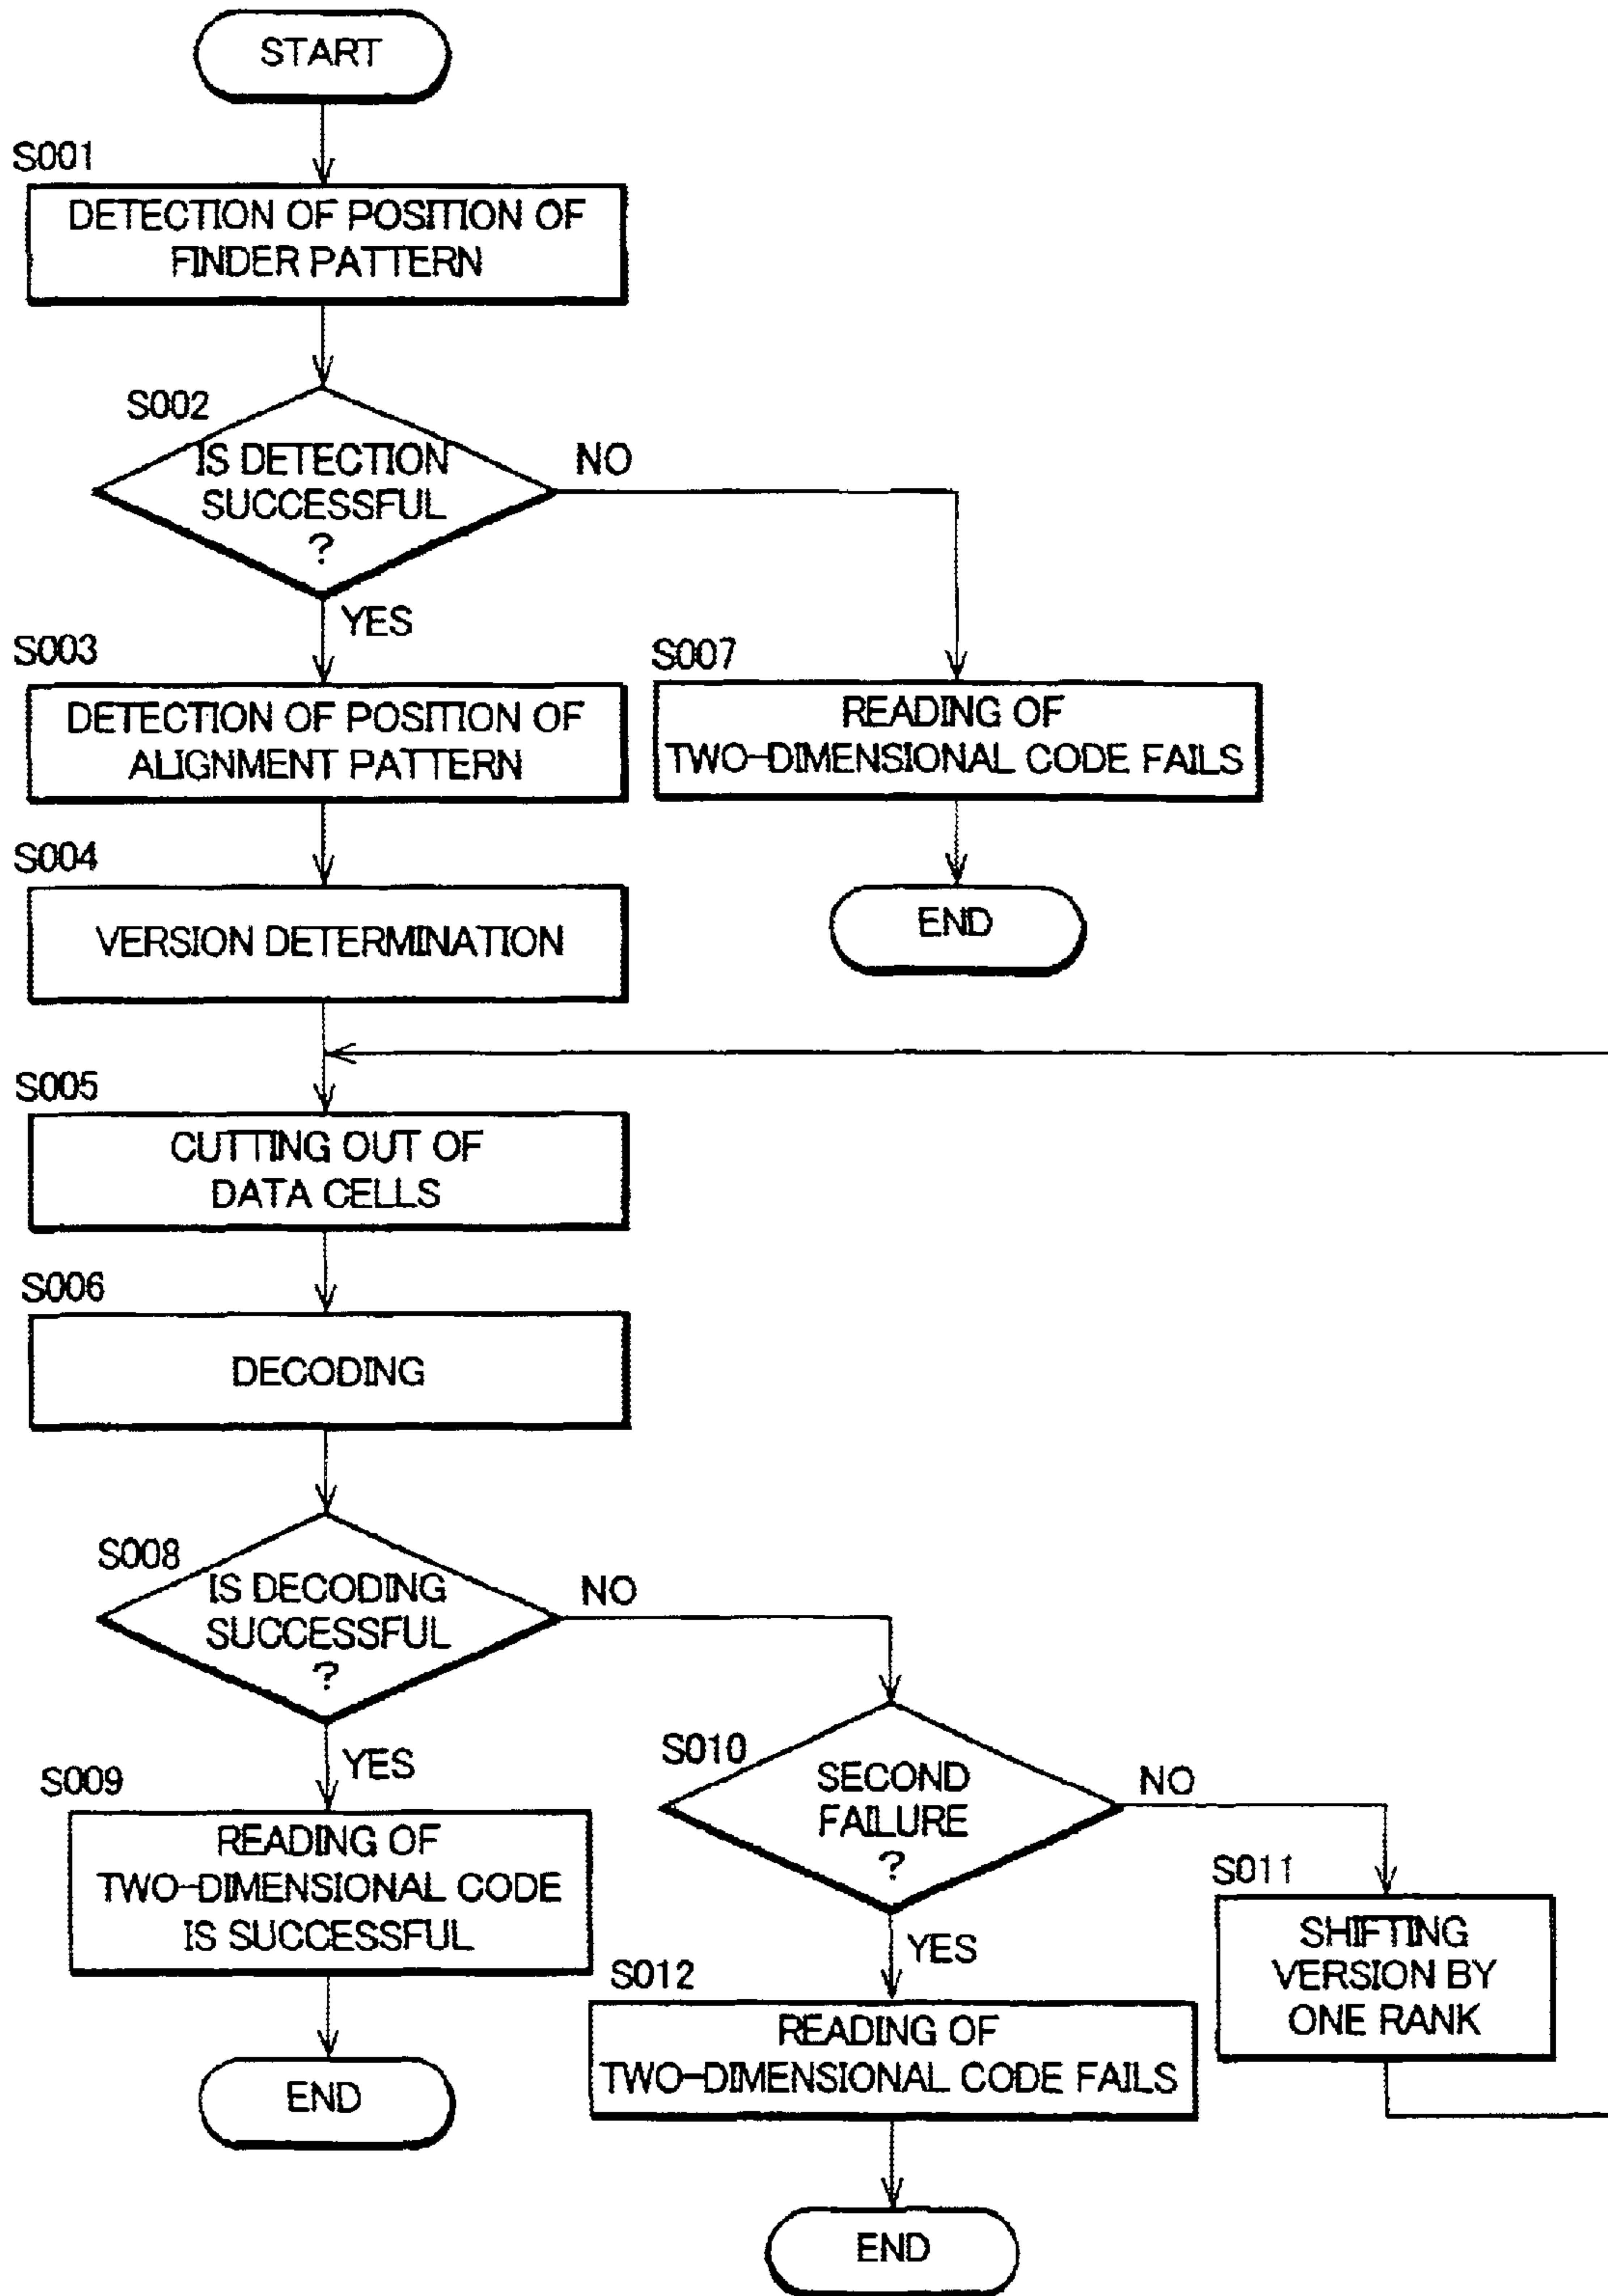 START
S001
DETECTION OF POSITION OF
FINDER PATTERN
S002
IS DETECTION
SUCCESSFUL
?
NO
YES
S003
DETECTION OF POSITION OF
ALIGNMENT PATTERN
S007
READING OF
TWO-DIMENSIONAL CODE FAILS
END
S004
VERSION DETERMINATION
S005
CUTTING OUT OF
DATA CELLS
S006
DECODING
S008
IS DECODING
SUCCESSFUL
?
NO
YES
S009
READING OF
TWO-DIMENSIONAL CODE
IS SUCCESSFUL
END
S010
SECOND
FAILURE
?
NO
YES
S011
SHIFTING
VERSION BY
ONE RANK
S012
READING OF
TWO-DIMENSIONAL CODE FAILS
END